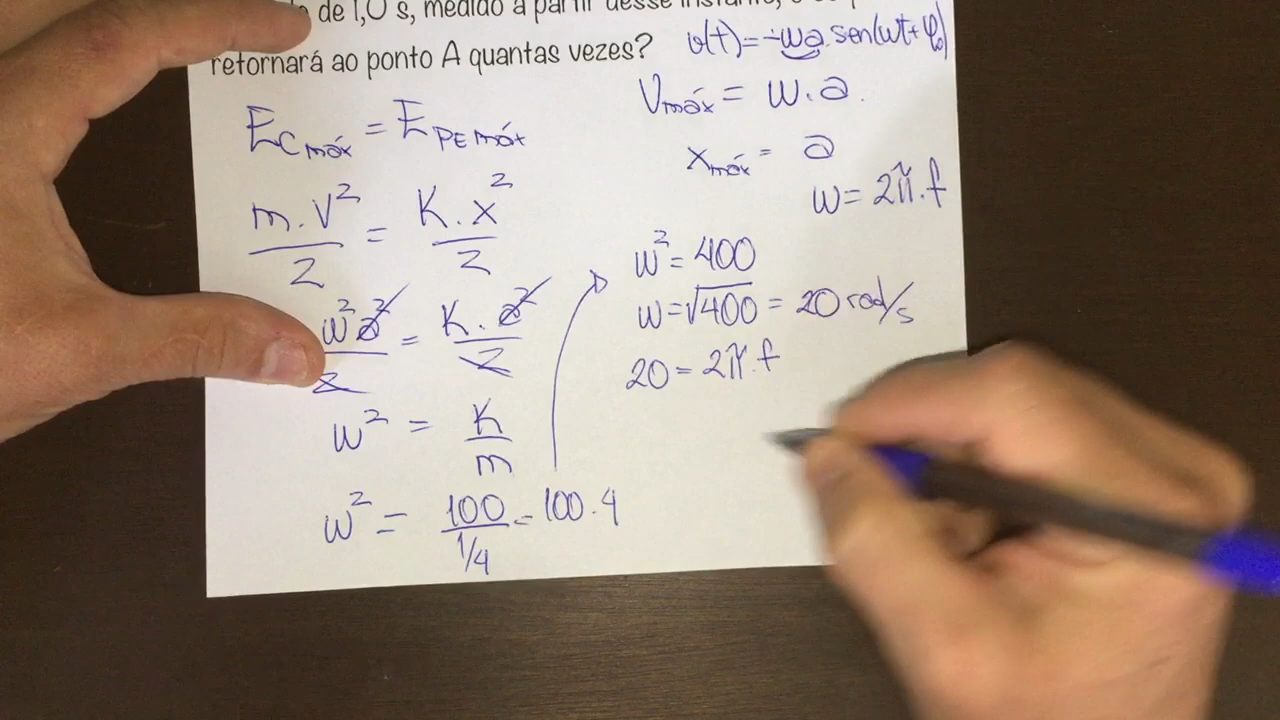 de 1,0 s, medido a partir desse instante, o
retornará ao ponto A quantas vezes?
v(t)=-wa.sen(wt+φ₀)
E_Cmáx = E_PEmáx
m.V²/2 = K.x²/2
w²a²/2 = K.a²/2
w² = K/m
w² = 100/1/4 = 100.4
Vmáx = w.a.
xmáx = a
w= 2π.f
w²= 400
w=√400 = 20 rad/s
20 = 2π.f